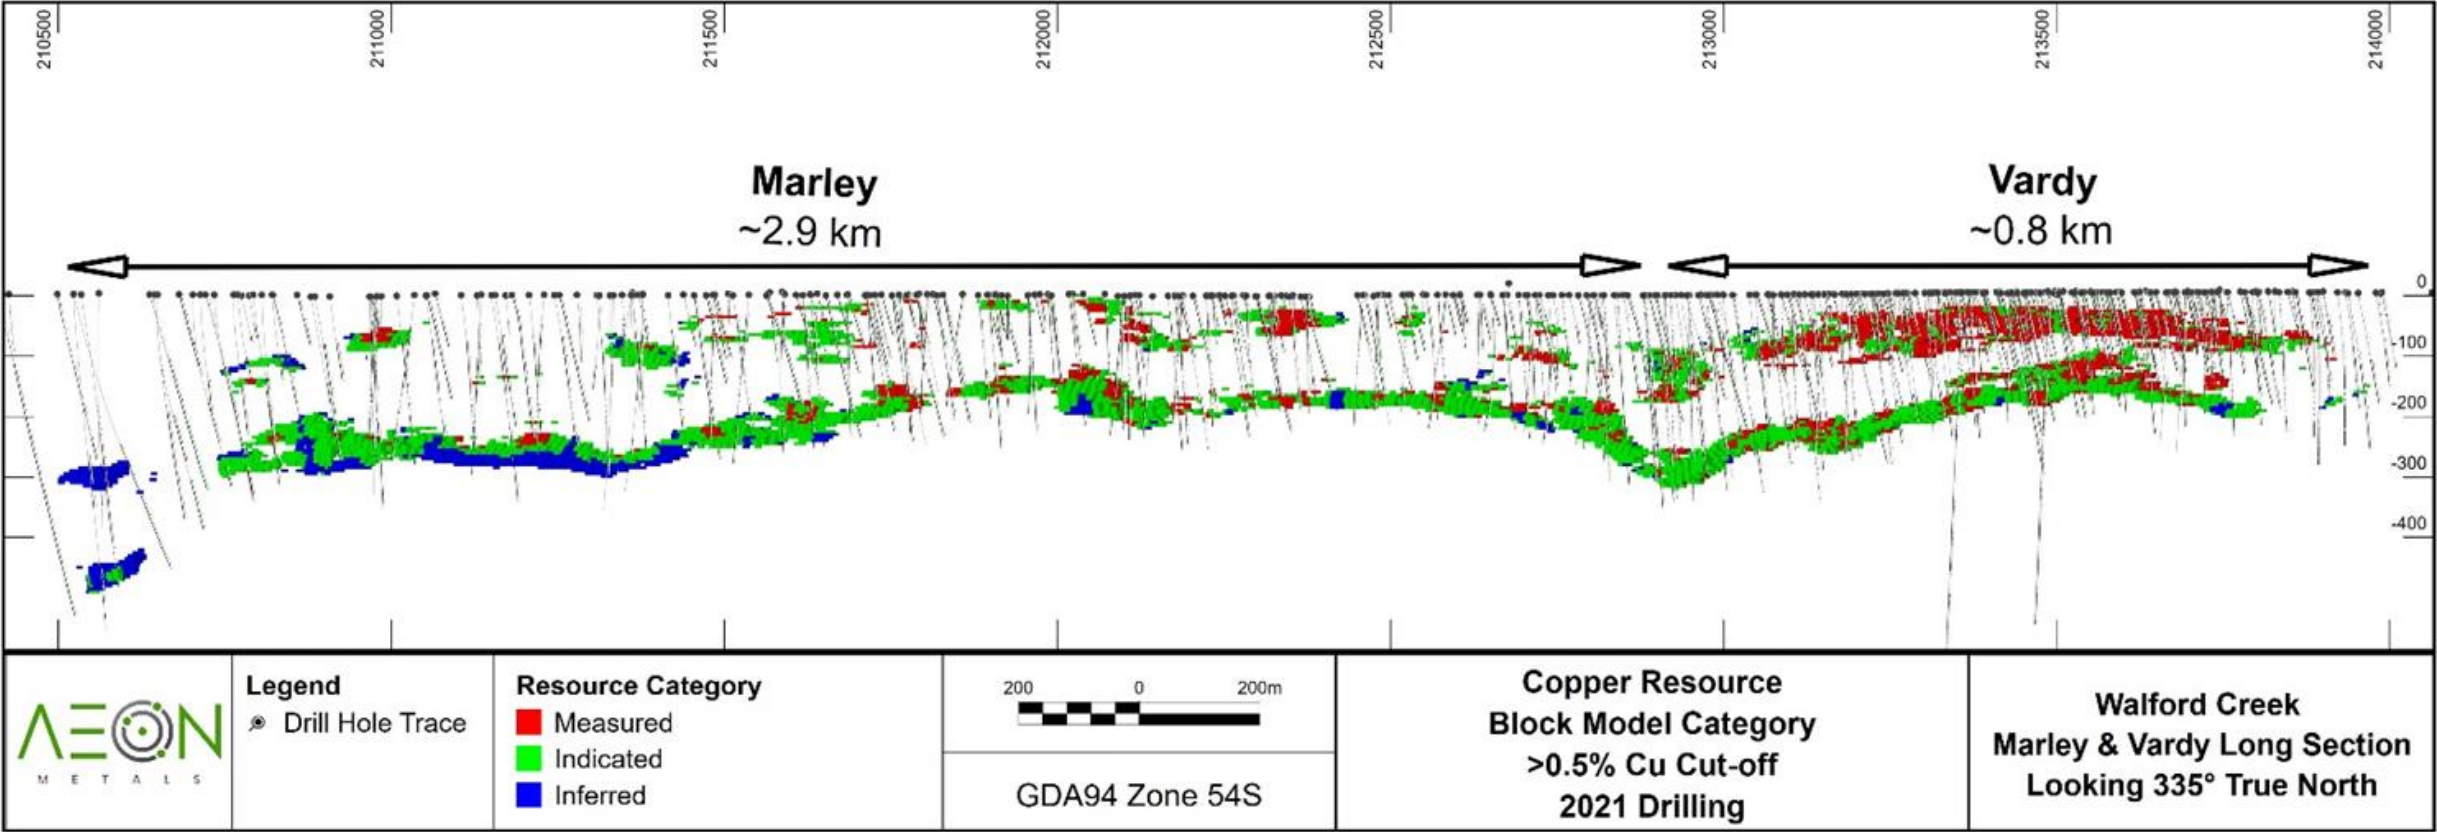 210500
211000
211500
212000
212500
213000
213500
214000
Marley
~2.9 km
Vardy
~0.8 km
0
-100
-200
-300
-400
AEON
METALS
Legend
Drill Hole Trace
Resource Category
Measured
Indicated
Inferred
200 0 200m
GDA94 Zone 54S
Copper Resource
Block Model Category
>0.5% Cu Cut-off
2021 Drilling
Walford Creek
Marley & Vardy Long Section
Looking 335° True North